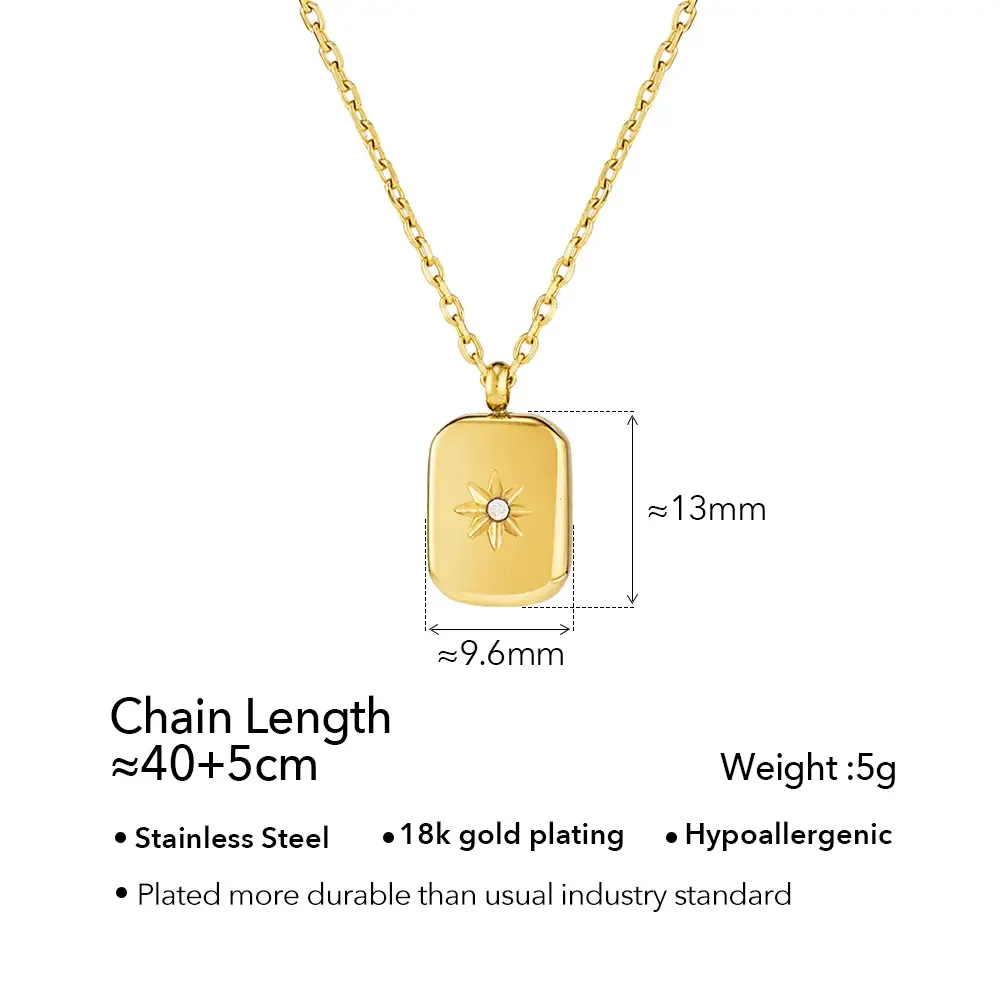 ≈13mm
≈9.6mm
Chain Length
≈40+5cm
Weight :5g
• Stainless Steel
• 18k gold plating
• Hypoallergenic
• Plated more durable than usual industry standard